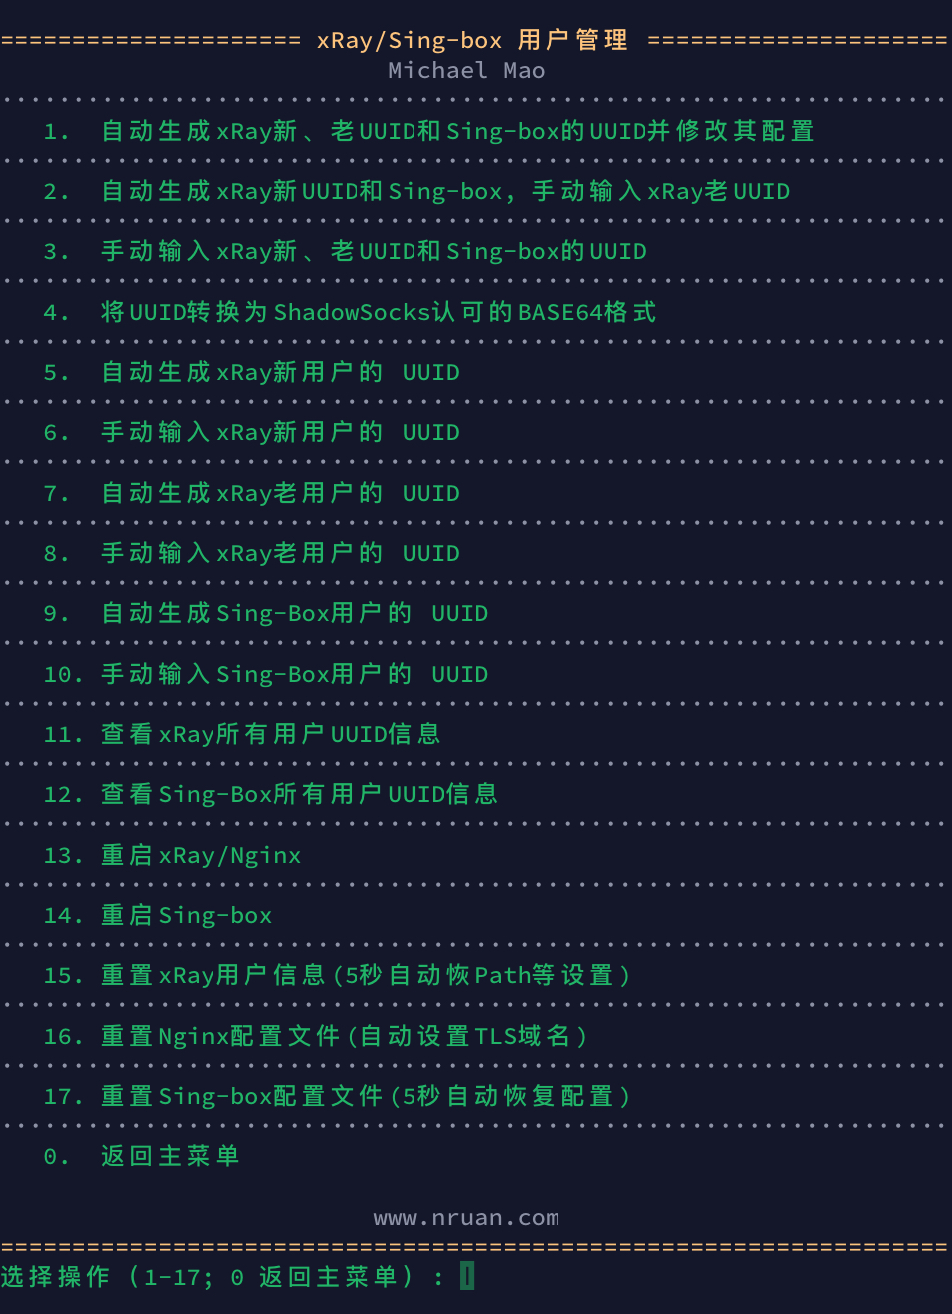 ===================== xRay/Sing-box 用户管理 =====================
Michael Mao
1. 自动生成xRay新、老UUID和Sing-box的UUID并修改其配置
2. 自动生成xRay新UUID和Sing-box, 手动输入xRay老UUID
3. 手动输入xRay新、老UUID和Sing-box的UUID
4. 将UUID转换为ShadowSocks认可的BASE64格式
5. 自动生成xRay新用户的 UUID
6. 手动输入xRay新用户的 UUID
7. 自动生成xRay老用户的 UUID
8. 手动输入xRay老用户的 UUID
9. 自动生成Sing-Box用户的 UUID
10. 手动输入Sing-Box用户的 UUID
11. 查看xRay所有用户UUID信息
12. 查看Sing-Box所有用户UUID信息
13. 重启xRay/Nginx
14. 重启Sing-box
15. 重置xRay用户信息(5秒自动恢Path等设置)
16. 重置Nginx配置文件(自动设置TLS域名)
17. 重置Sing-box配置文件(5秒自动恢复配置)
0. 返回主菜单
www.nruan.com
==================================================================
选择操作 (1-17; 0 返回主菜单) :